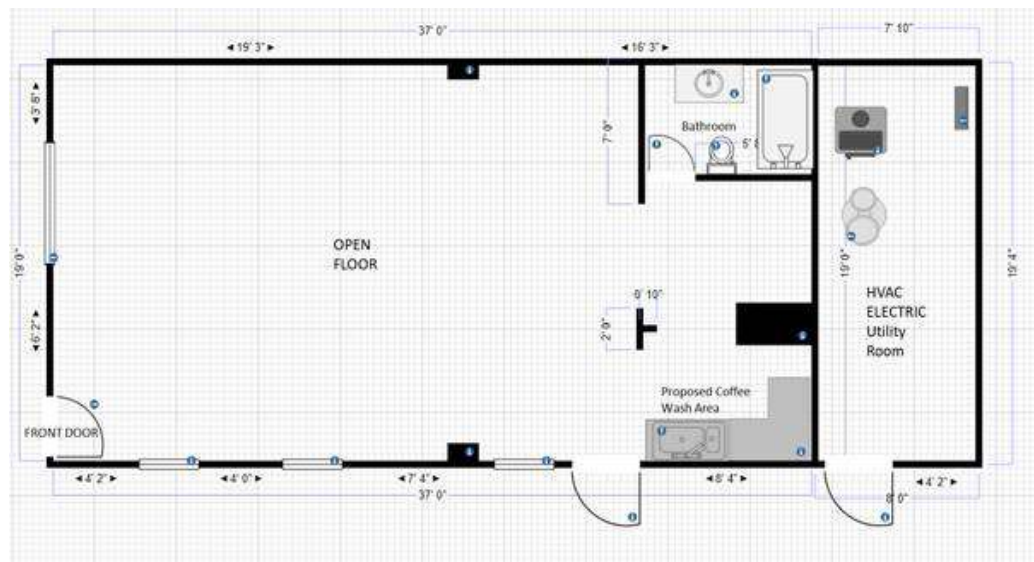 37' 0"
7' 10"
◄ 19' 3" ►
◄ 16' 3" ►
◄ 3' 8" ►
7' 9"
Bathroom
5' 8
19' 0"
OPEN
FLOOR
19' 0"
19' 4"
HVAC
ELECTRIC
Utility
Room
0' 10"
2' 0"
◄ 6' 2" ►
Proposed Coffee
Wash Area
FRONT DOOR
◄ 4' 2" ►
◄ 4' 0" ►
◄ 7' 4" ►
◄ 8' 4" ►
◄ 4' 2" ►
37' 0"
8' 0"